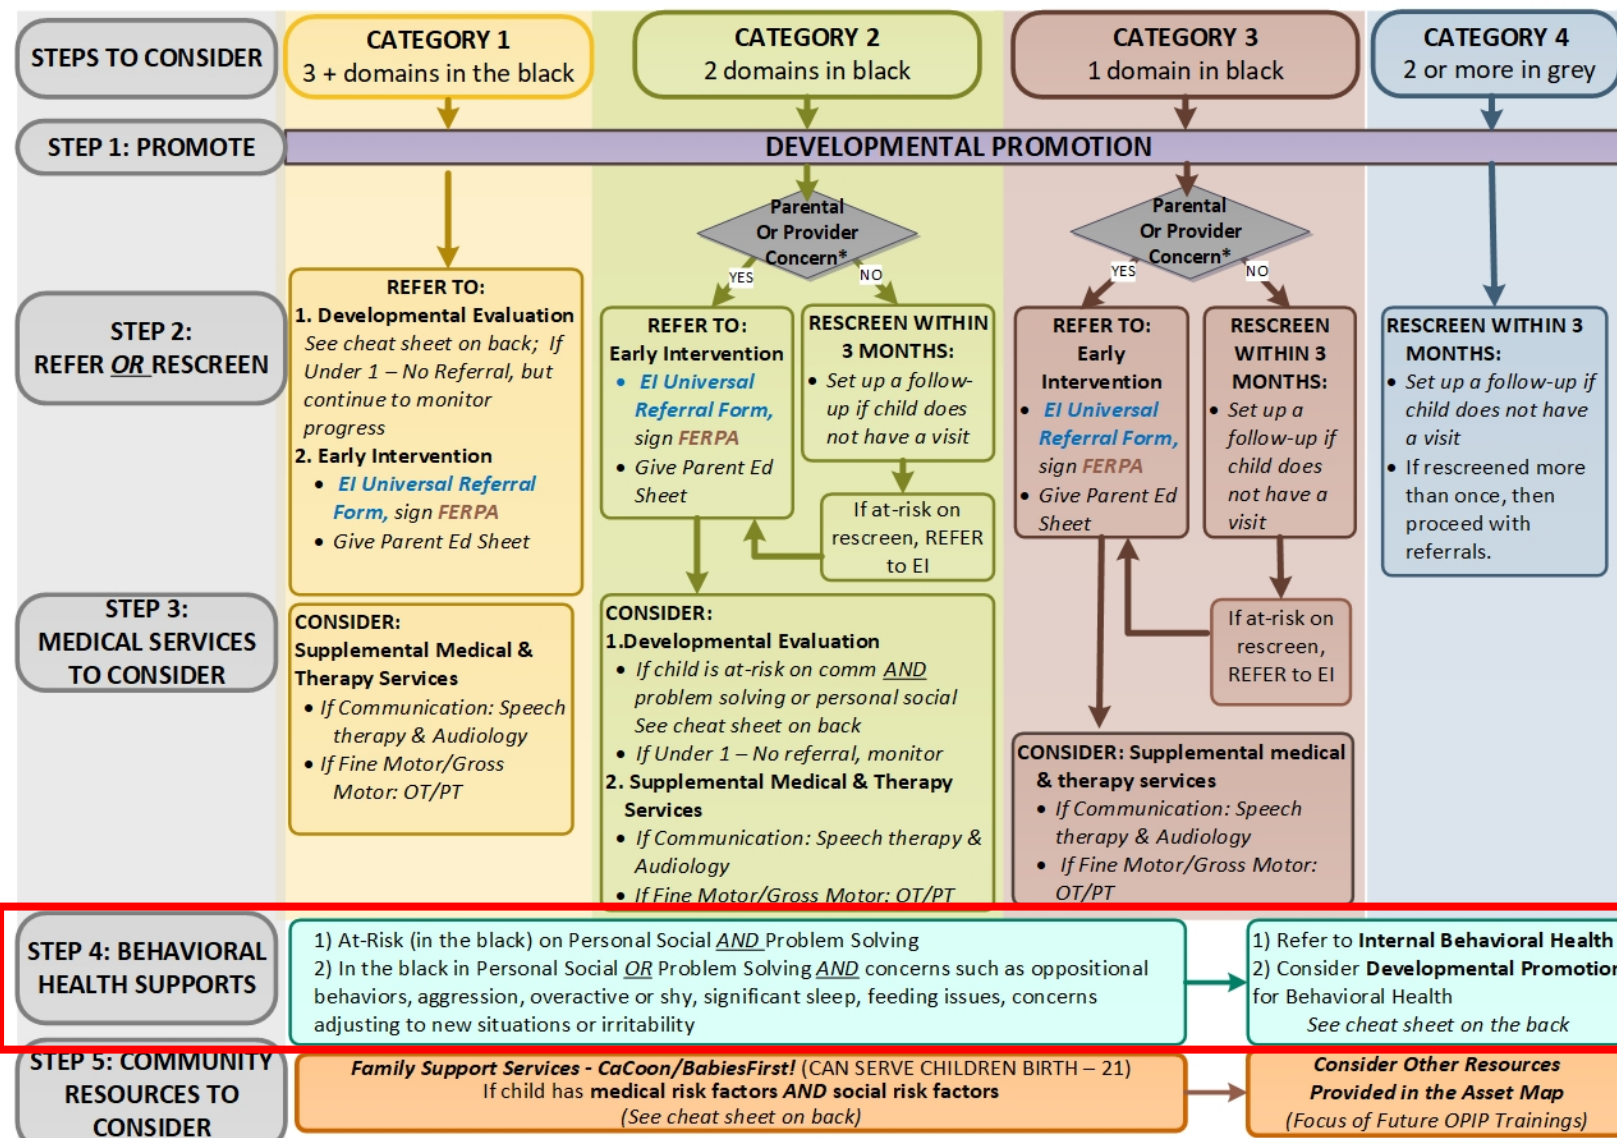 STEPS TO CONSIDER
CATEGORY 1
3 + domains in the black
CATEGORY 2
2 domains in black
CATEGORY 3
1 domain in black
CATEGORY 4
2 or more in grey
STEP 1: PROMOTE
DEVELOPMENTAL PROMOTION
STEP 2:
REFER OR RESCREEN
REFER TO:
1. Developmental Evaluation
See cheat sheet on back; If
Under 1 – No Referral, but
continue to monitor
progress
2. Early Intervention
• EI Universal Referral
Form, sign FERPA
• Give Parent Ed Sheet
Parental
Or Provider
Concern*
YES
NO
REFER TO:
Early Intervention
• EI Universal
Referral Form,
sign FERPA
• Give Parent Ed
Sheet
RESCREEN WITHIN
3 MONTHS:
• Set up a follow-
up if child does
not have a visit
If at-risk on
rescreen, REFER
to EI
Parental
Or Provider
Concern*
YES
NO
REFER TO:
Early
Intervention
• EI Universal
Referral Form,
sign FERPA
• Give Parent Ed
Sheet
RESCREEN
WITHIN 3
MONTHS:
• Set up a
follow-up if
child does
not have a
visit
If at-risk on
rescreen,
REFER to EI
RESCREEN WITHIN 3
MONTHS:
• Set up a follow-up if
child does not have
a visit
• If rescreened more
than once, then
proceed with
referrals.
STEP 3:
MEDICAL SERVICES
TO CONSIDER
CONSIDER:
Supplemental Medical &
Therapy Services
• If Communication: Speech
therapy & Audiology
• If Fine Motor/Gross
Motor: OT/PT
CONSIDER:
1.Developmental Evaluation
• If child is at-risk on comm AND
problem solving or personal social
See cheat sheet on back
• If Under 1 – No referral, monitor
2. Supplemental Medical & Therapy
Services
• If Communication: Speech therapy &
Audiology
• If Fine Motor/Gross Motor: OT/PT
CONSIDER: Supplemental medical
& therapy services
• If Communication: Speech
therapy & Audiology
• If Fine Motor/Gross Motor:
OT/PT
STEP 4: BEHAVIORAL
HEALTH SUPPORTS
1) At-Risk (in the black) on Personal Social AND Problem Solving
2) In the black in Personal Social OR Problem Solving AND concerns such as oppositional
behaviors, aggression, overactive or shy, significant sleep, feeding issues, concerns
adjusting to new situations or irritability
1) Refer to Internal Behavioral Health
2) Consider Developmental Promotion
for Behavioral Health
See cheat sheet on the back
STEP 5: COMMUNITY
RESOURCES TO
CONSIDER
Family Support Services - CaCoon/BabiesFirst! (CAN SERVE CHILDREN BIRTH – 21)
If child has medical risk factors AND social risk factors
(See cheat sheet on back)
Consider Other Resources
Provided in the Asset Map
(Focus of Future OPIP Trainings)